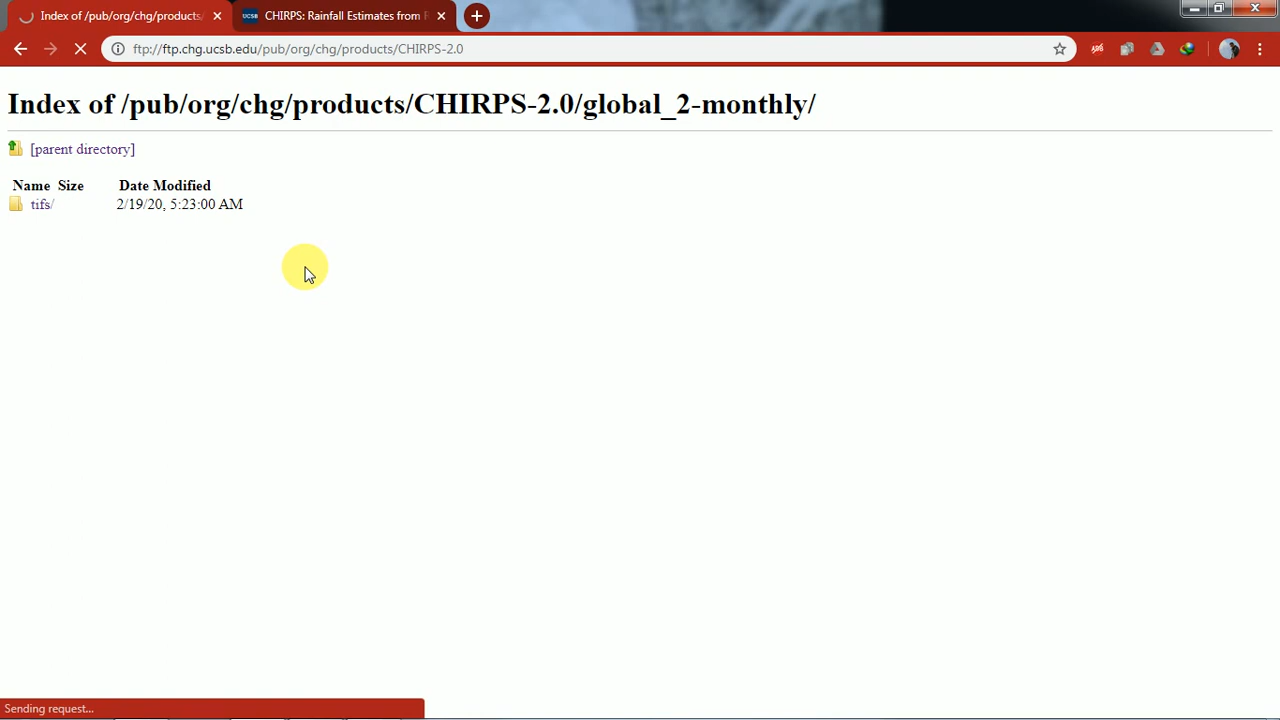 Index of /pub/org/chg/products/
CHIRPS: Rainfall Estimates from R
ftp://ftp.chg.ucsb.edu/pub/org/chg/products/CHIRPS-2.0
Index of /pub/org/chg/products/CHIRPS-2.0/global_2-monthly/
[parent directory]
Name Size Date Modified
tifs/ 2/19/20, 5:23:00 AM
Sending request...